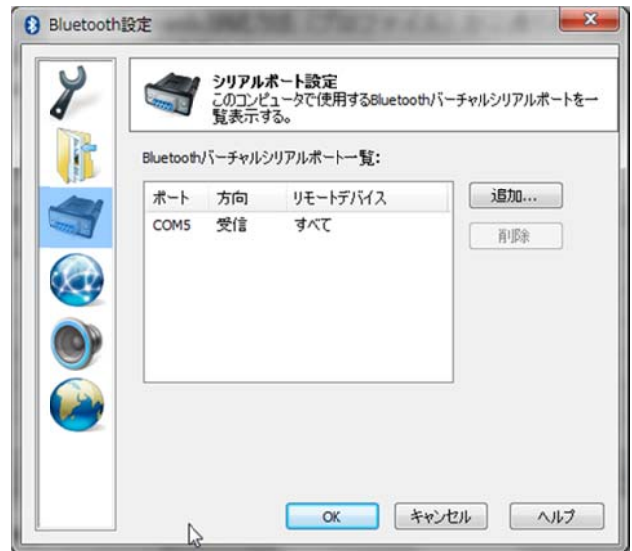 Bluetooth設定
シリアルポート設定
このコンピュータで使用するBluetoothバーチャルシリアルポートを一
覧表示する。
Bluetoothバーチャルシリアルポート一覧:
ポート 方向 リモートデバイス
COM5 受信 すべて
追加...
削除
OK キャンセル ヘルプ